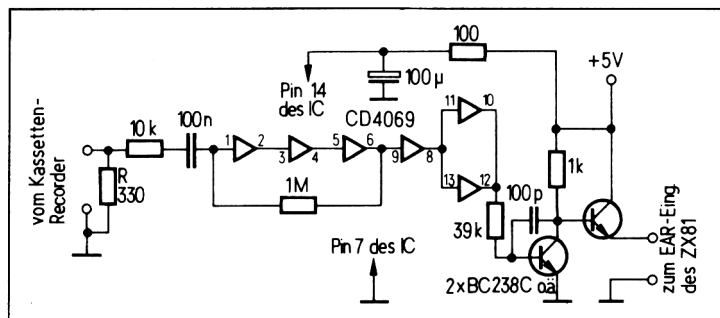 100
+5V
100µ
Pin 14
des IC
CD4069
vom Kassetten-
Recorder
10k
100n
R
330
1
2
3
4
5
6
9
8
11
10
13
12
1M
1k
100p
39k
Pin 7 des IC
2xBC238C o.ä.
zum EAR-Eing.
des ZX81